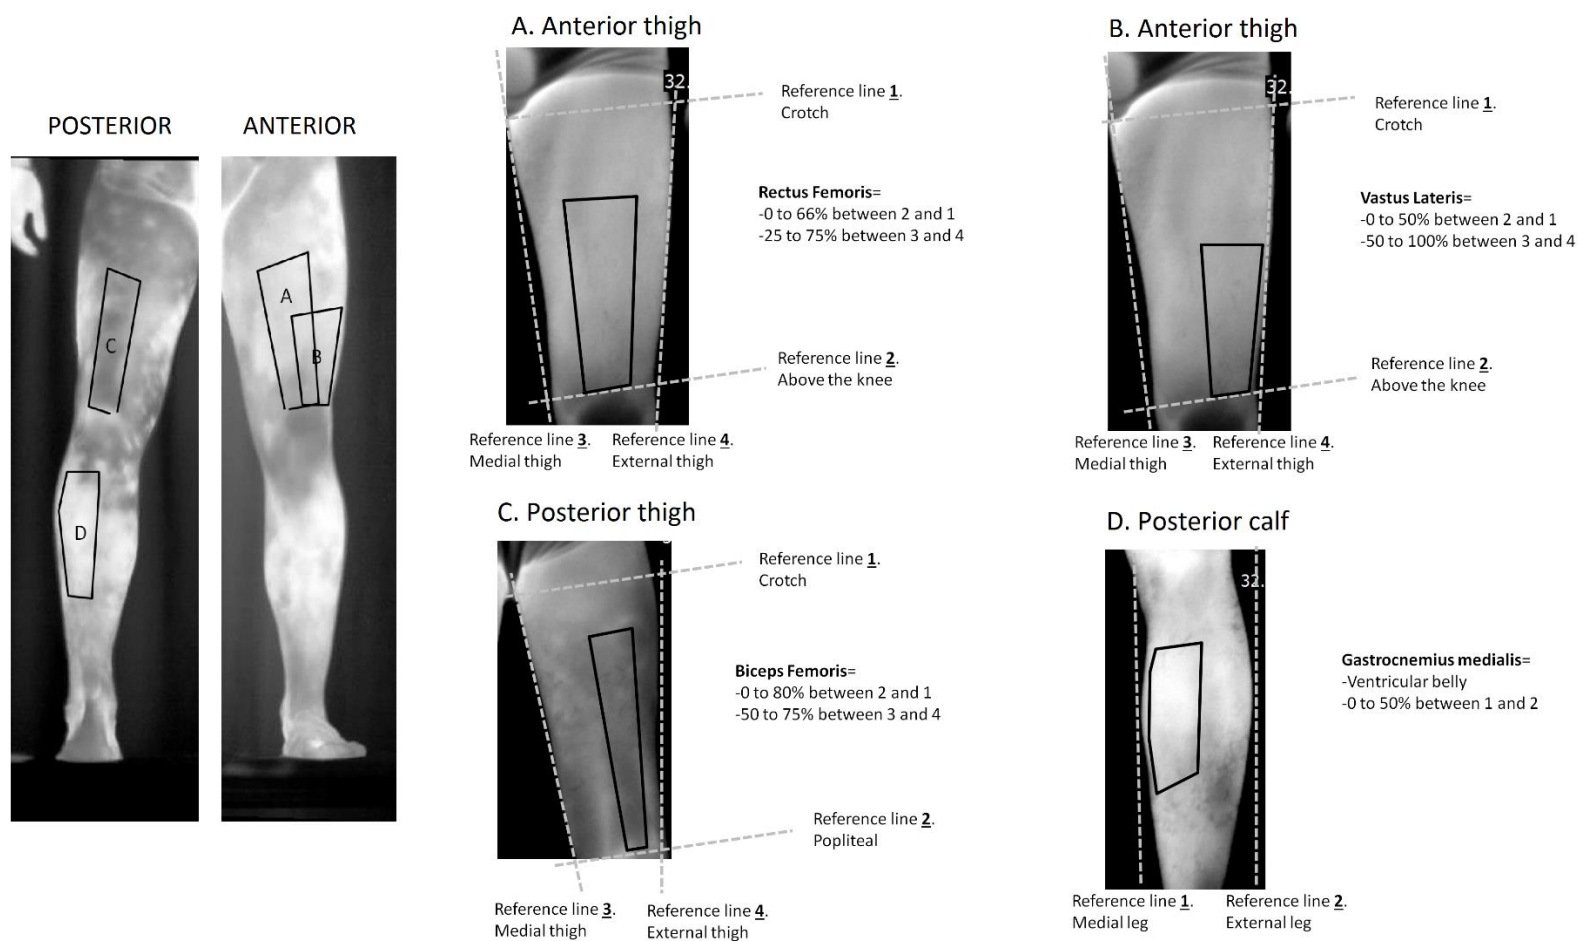 POSTERIOR
ANTERIOR
C
D
A
B
A. Anterior thigh
32.
Reference line 1.
Crotch
Rectus Femoris=
-0 to 66% between 2 and 1
-25 to 75% between 3 and 4
Reference line 2.
Above the knee
Reference line 3.
Medial thigh
Reference line 4.
External thigh
B. Anterior thigh
32.
Reference line 1.
Crotch
Vastus Lateris=
-0 to 50% between 2 and 1
-50 to 100% between 3 and 4
Reference line 2.
Above the knee
Reference line 3.
Medial thigh
Reference line 4.
External thigh
C. Posterior thigh
Reference line 1.
Crotch
Biceps Femoris=
-0 to 80% between 2 and 1
-50 to 75% between 3 and 4
Reference line 2.
Popliteal
Reference line 3.
Medial thigh
Reference line 4.
External thigh
D. Posterior calf
32.
Gastrocnemius medialis=
-Ventricular belly
-0 to 50% between 1 and 2
Reference line 1.
Medial leg
Reference line 2.
External leg